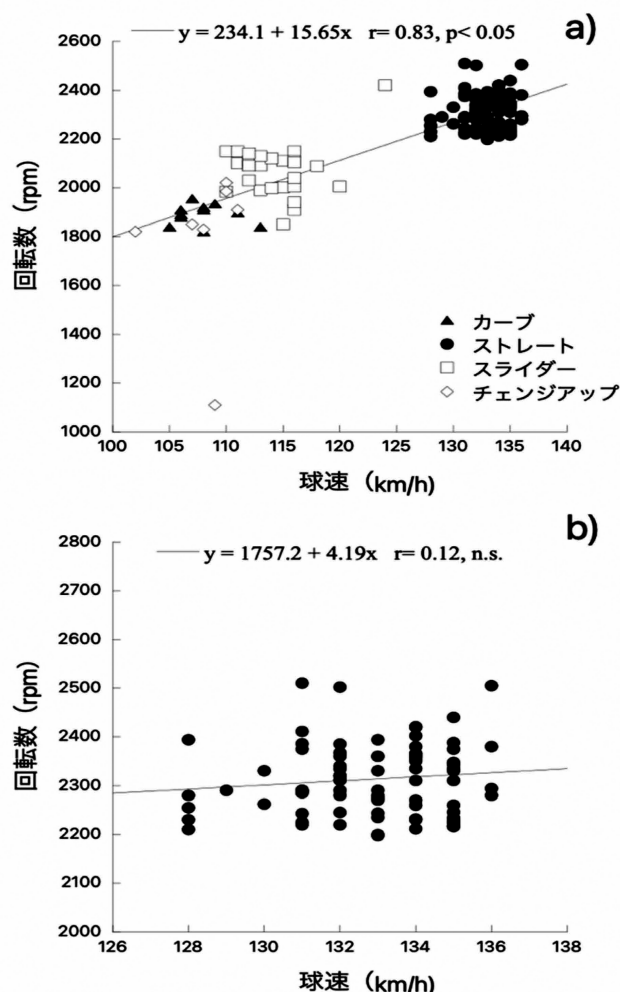 y = 234.1 + 15.65x r= 0.83, p< 0.05
a)
2600
2400
2200
2000
1800
1600
1400
1200
1000
回転数 (rpm)
カーブ
ストレート
スライダー
チェンジアップ
100 105 110 115 120 125 130 135 140
球速 (km/h)
b)
y = 1757.2 + 4.19x r= 0.12, n.s.
2800
2700
2600
2500
2400
2300
2200
2100
2000
回転数 (rpm)
126 128 130 132 134 136 138
球速 (km/h)